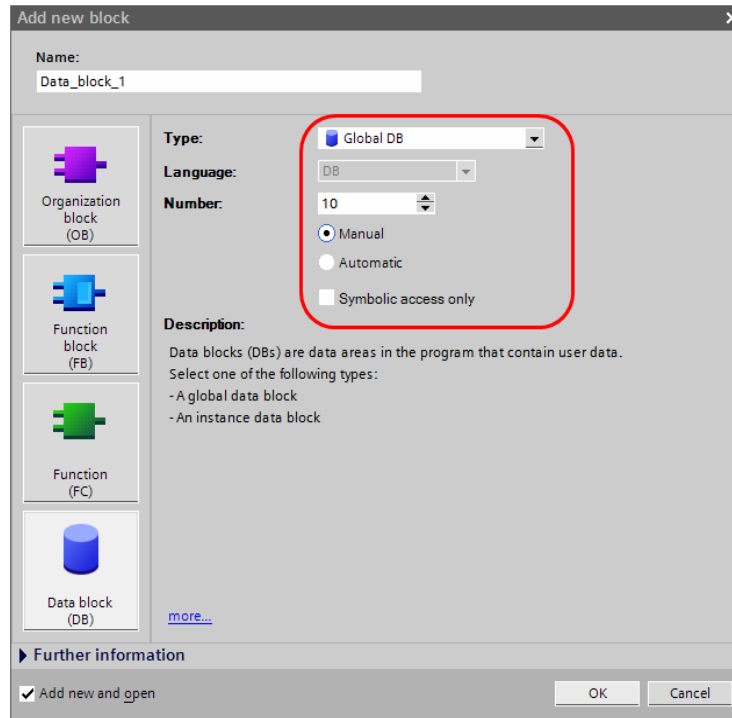 Add new block
Name:
Data_block_1
Organization
block
(OB)
Function
block
(FB)
Function
(FC)
Data block
(DB)
Type:
Global DB
Language:
DB
Number:
10
Manual
Automatic
Symbolic access only
Description:
Data blocks (DBs) are data areas in the program that contain user data.
Select one of the following types:
- A global data block
- An instance data block
more...
Further information
Add new and open
OK
Cancel